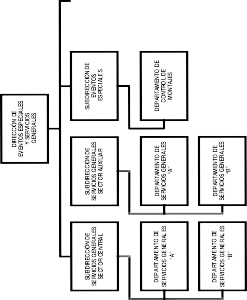 DIRECCIÓN DE
EVENTOS ESPECIALES
Y SERVICIOS
GENERALES
SUBDIRECCIÓN DE
EVENTOS
ESPECIALES
DEPARTAMENTO DE
CONTROL DE
MONTAJES
SUBDIRECCIÓN DE
SERVICIOS GENERALES
SECTOR AUXILIAR
DEPARTAMENTO DE
SERVICIOS GENERALES
"A"
DEPARTAMENTO DE
SERVICIOS GENERALES
"B"
SUBDIRECCIÓN DE
SERVICIOS GENERALES
SECTOR CENTRAL
DEPARTAMENTO DE
SERVICIOS GENERALES
"A"
DEPARTAMENTO DE
SERVICIOS GENERALES
"B"